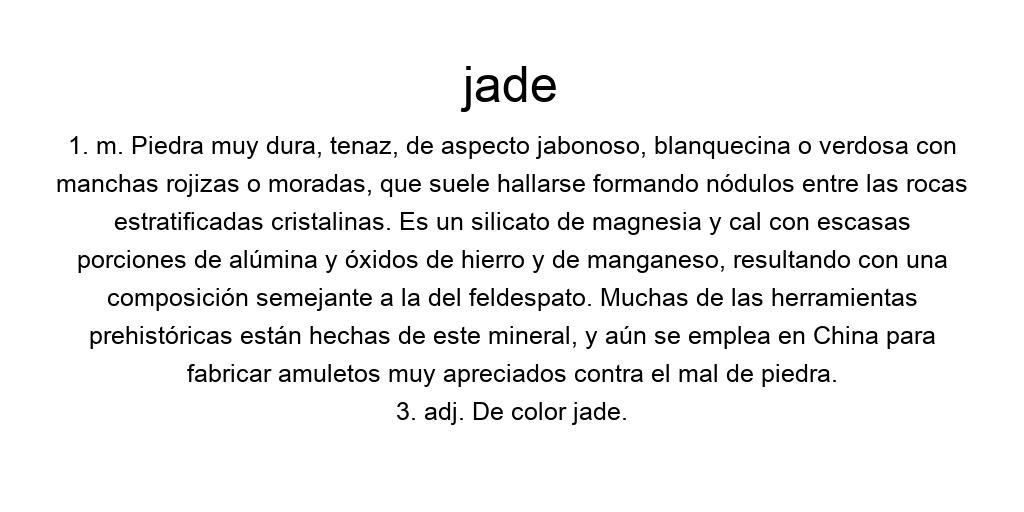 jade
1. m. Piedra muy dura, tenaz, de aspecto jabonoso, blanquecina o verdosa con
manchas rojizas o moradas, que suele hallarse formando nódulos entre las rocas
estratificadas cristalinas. Es un silicato de magnesia y cal con escasas
porciones de alúmina y óxidos de hierro y de manganeso, resultando con una
composición semejante a la del feldespato. Muchas de las herramientas
prehistóricas están hechas de este mineral, y aún se emplea en China para
fabricar amuletos muy apreciados contra el mal de piedra.
3. adj. De color jade.